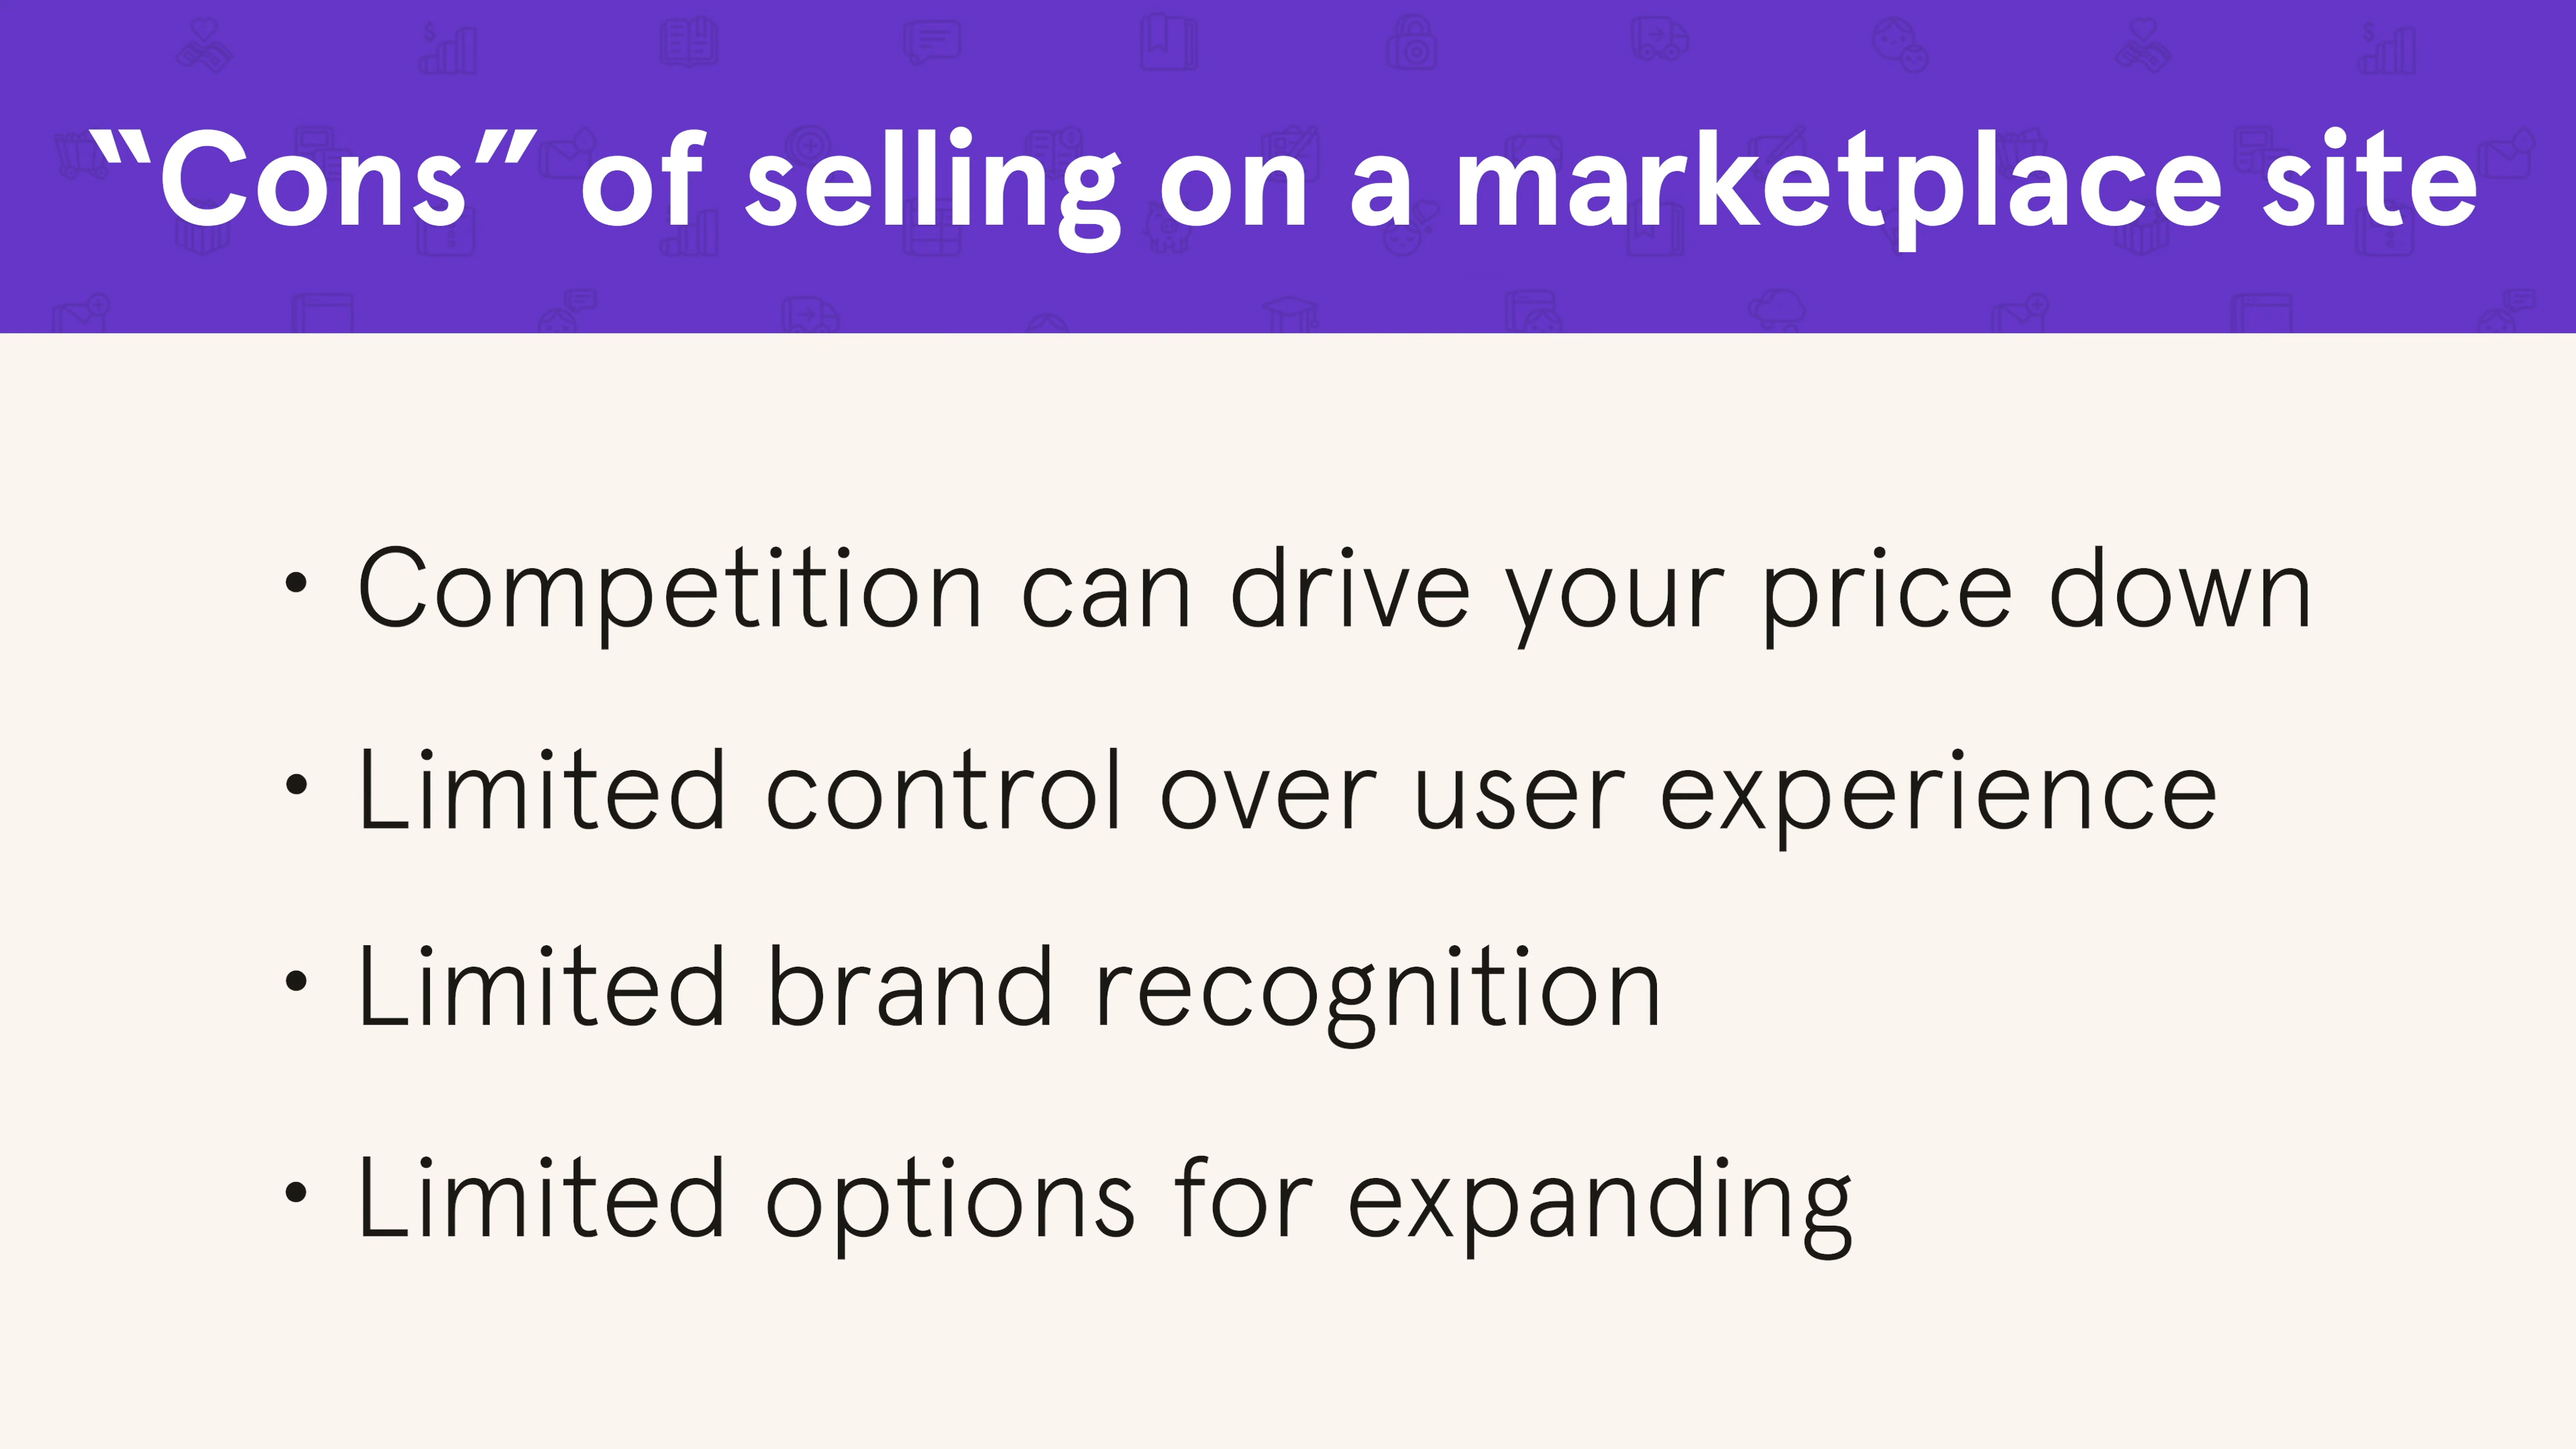 “Cons” of selling on a marketplace site
• Competition can drive your price down
• Limited control over user experience
• Limited brand recognition
• Limited options for expanding